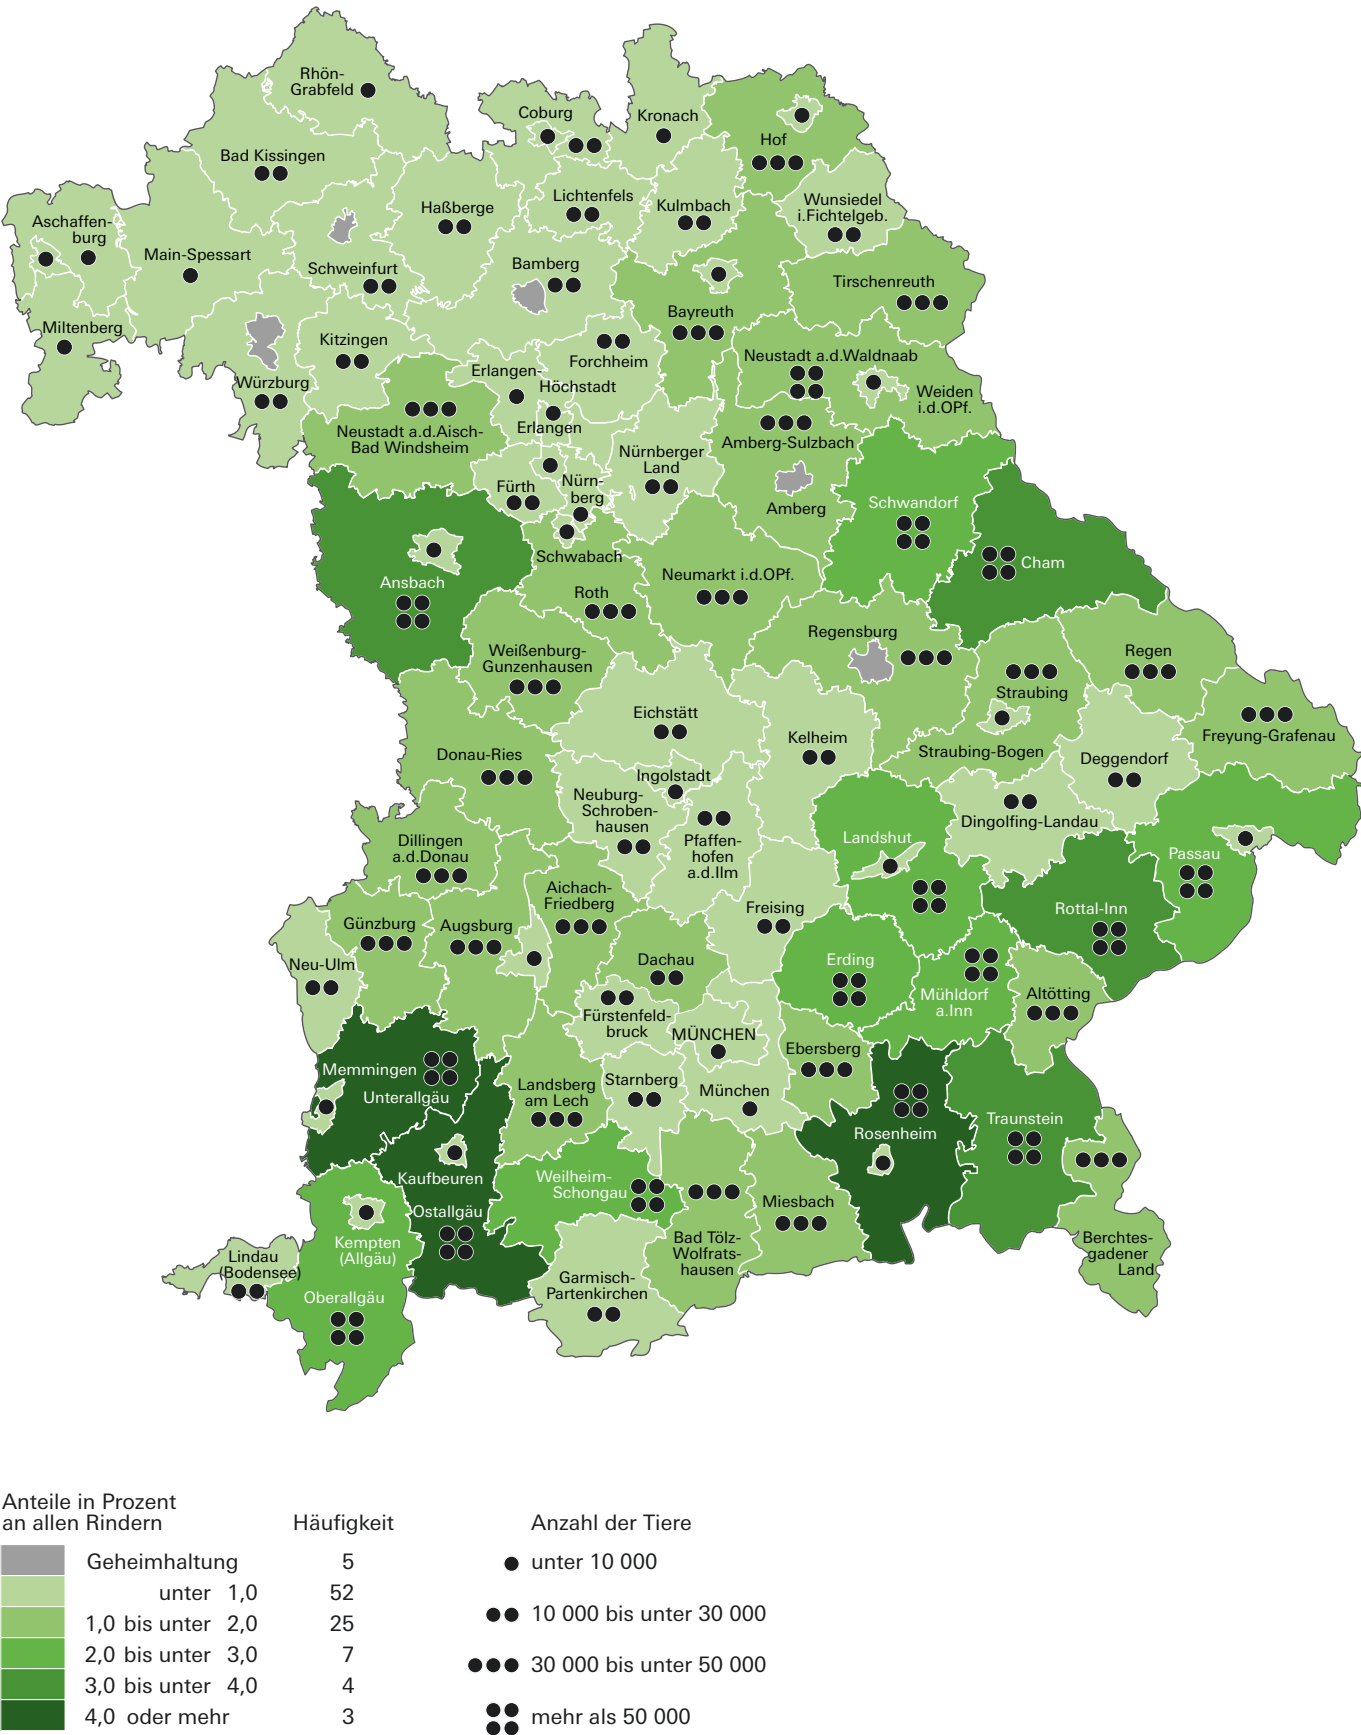 Rhön-
Grabfeld
Coburg
Kronach
Hof
Bad Kissingen
Haßberge
Lichtenfels
Kulmbach
Wunsiedel
i.Fichtelgeb.
Aschaffen-
burg
Main-Spessart
Schweinfurt
Bamberg
Tirschenreuth
Bayreuth
Miltenberg
Kitzingen
Forchheim
Neustadt a.d.Waldnaab
Erlangen-
Höchstadt
Würzburg
Weiden
i.d.OPf.
Neustadt a.d.Aisch-
Bad Windsheim
Erlangen
Amberg-Sulzbach
Nürnberger
Land
Fürth
Nürn-
berg
Schwandorf
Amberg
Schwabach
Cham
Ansbach
Neumarkt i.d.OPf.
Roth
Regensburg
Weißenburg-
Gunzenhausen
Regen
Straubing
Eichstätt
Kelheim
Freyung-Grafenau
Straubing-Bogen
Deggendorf
Donau-Ries
Ingolstadt
Neuburg-
Schroben-
hausen
Dingolfing-Landau
Dillingen
a.d.Donau
Pfaffen-
hofen
a.d.Ilm
Landshut
Passau
Aichach-
Friedberg
Freising
Rottal-Inn
Günzburg
Augsburg
Neu-Ulm
Dachau
Erding
Mühldorf
a.Inn
Altötting
Fürstenfeld-
bruck
MÜNCHEN
Ebersberg
Memmingen
Unterallgäu
Landsberg
am Lech
Starnberg
München
Traunstein
Rosenheim
Kaufbeuren
Weilheim-
Schongau
Miesbach
Ostallgäu
Kempten
(Allgäu)
Bad Tölz-
Wolfrats-
hausen
Berchtes-
gadener
Land
Lindau
(Bodensee)
Garmisch-
Partenkirchen
Oberallgäu
Anteile in Prozent
an allen Rindern Häufigkeit Anzahl der Tiere
Geheimhaltung 5 unter 10 000
unter 1,0 52
10 000 bis unter 30 000
1,0 bis unter 2,0 25
2,0 bis unter 3,0 7
30 000 bis unter 50 000
3,0 bis unter 4,0 4
4,0 oder mehr 3 mehr als 50 000